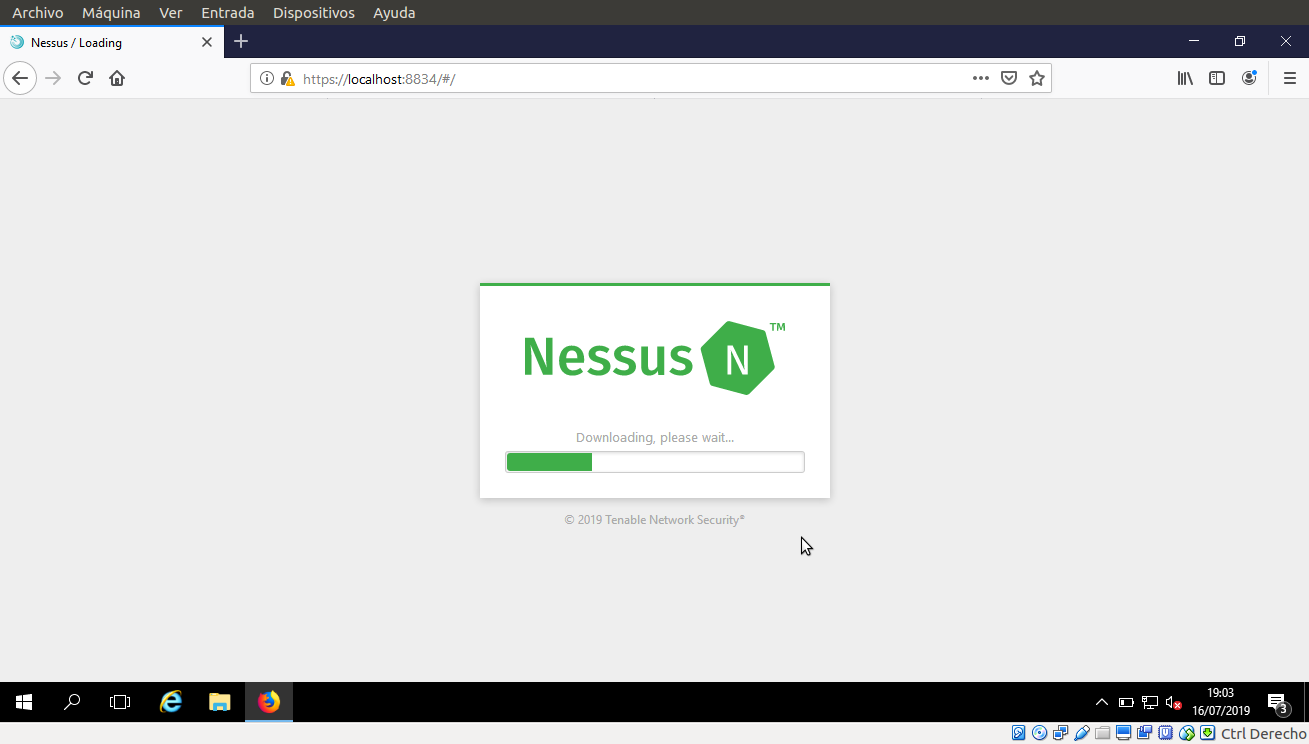 Archivo Máquina Ver Entrada Dispositivos Ayuda
Nessus / Loading
https://localhost:8834/#/
Nessus N ™
Downloading, please wait...
© 2019 Tenable Network Security®
19:03
16/07/2019
3
Ctrl Derecho